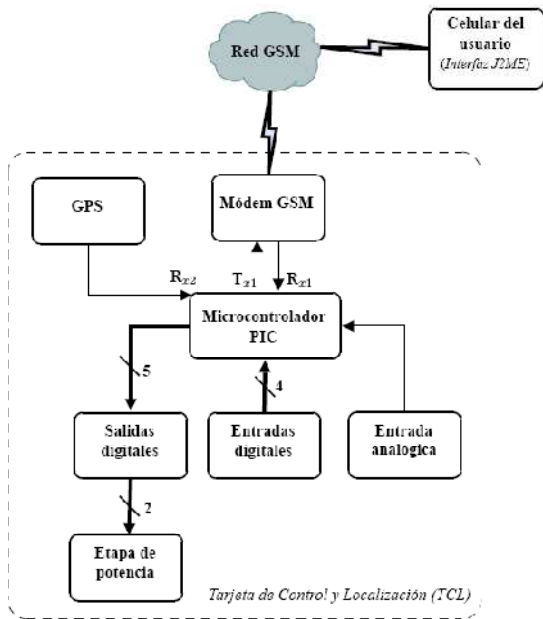 Celular del
usuario
(Interfaz J2ME)
Red GSM
GPS
Módem GSM
Rx2
Tx1
Rx1
Microcontrolador
PIC
5
4
Salidas
digitales
Entradas
digitales
Entrada
analogica
2
Etapa de
potencia
Tarjeta de Control y Localización (TCL)